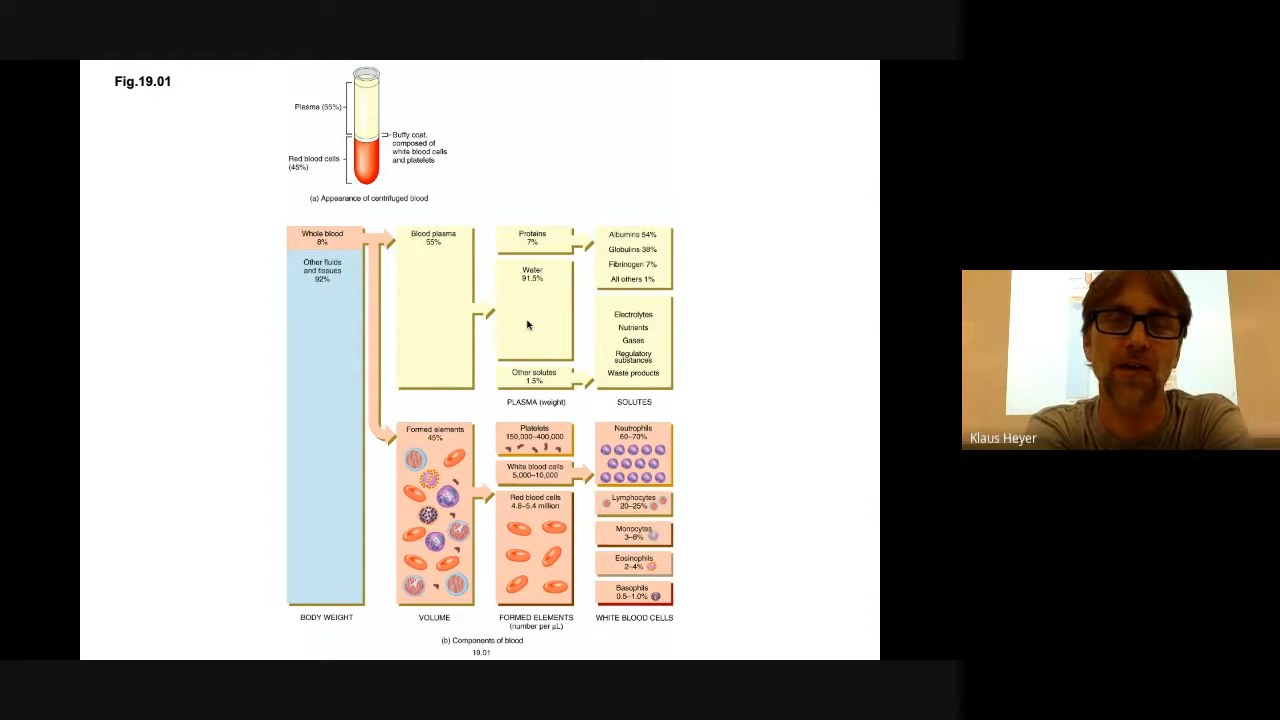 Fig.19.01
Plasma (55%)
Buffy coat,
composed of
white blood cells
and platelets
Red blood cells
(45%)
(a) Appearance of centrifuged blood
Whole blood
8%
Other fluids
and tissues
92%
BODY WEIGHT
Blood plasma
55%
Formed elements
45%
VOLUME
Proteins
7%
Water
91.5%
Other solutes
1.5%
PLASMA (weight)
Albumins 54%
Globulins 38%
Fibrinogen 7%
All others 1%
Electrolytes
Nutrients
Gases
Regulatory
substances
Waste products
SOLUTES
Platelets
150,000–400,000
White blood cells
5,000–10,000
Red blood cells
4.8–5.4 million
FORMED ELEMENTS
(number per µL)
Neutrophils
60–70%
Lymphocytes
20–25%
Monocytes
3–8%
Eosinophils
2–4%
Basophils
0.5–1.0%
WHITE BLOOD CELLS
(b) Components of blood
19.01
Klaus Heyer